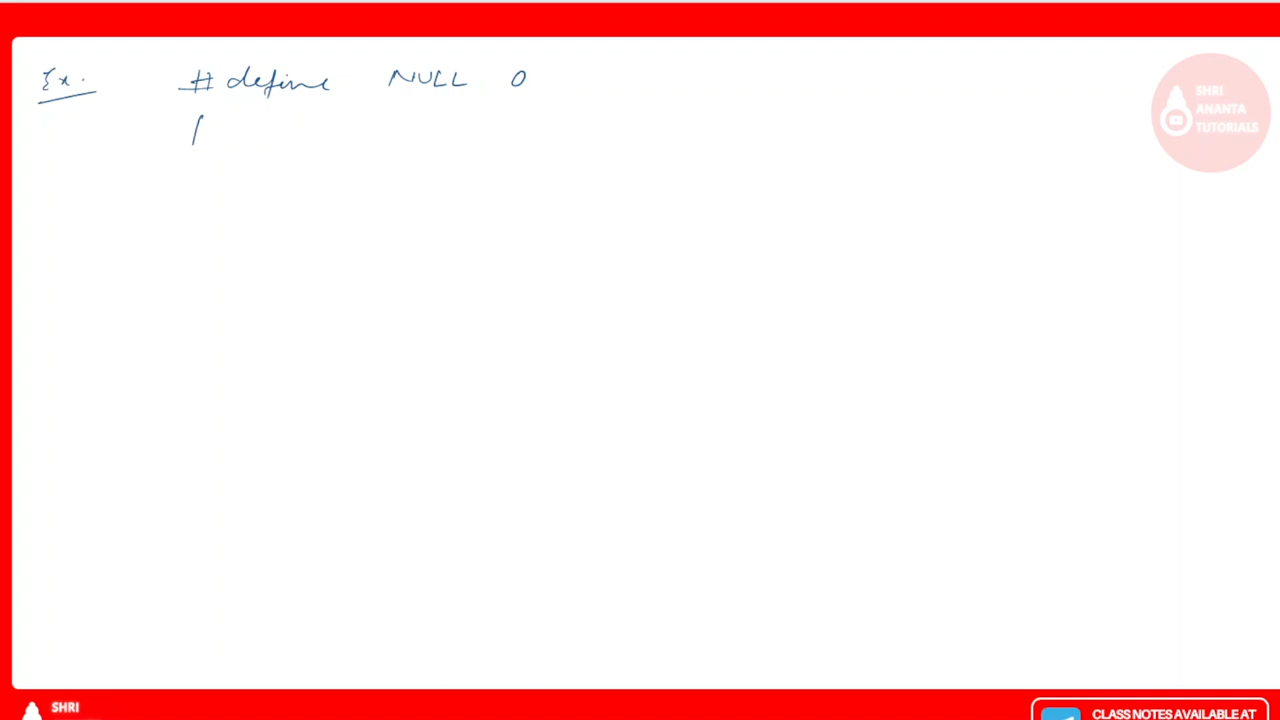 Ex. #define NULL 0
SHRI
ANANTA
TUTORIALS
SHRI
CLASS NOTES AVAILABLE AT